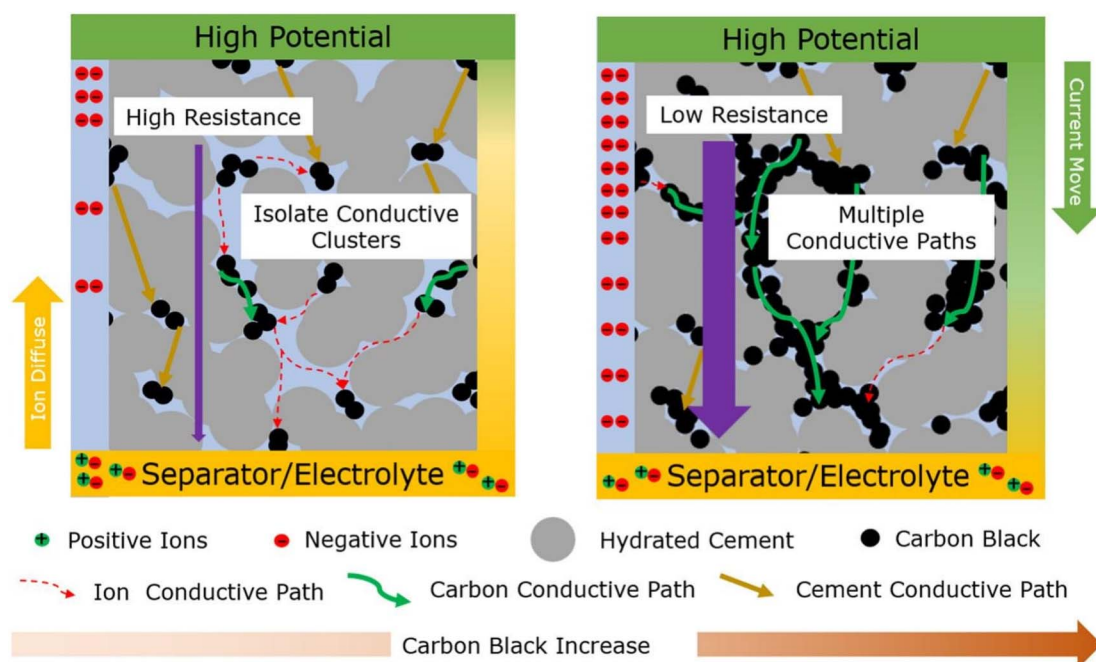 High Potential
High Resistance
Isolate Conductive
Clusters
Ion Diffuse
Separator/Electrolyte
High Potential
Low Resistance
Multiple
Conductive Paths
Current Move
Separator/Electrolyte
Positive Ions
Negative Ions
Hydrated Cement
Carbon Black
Ion Conductive Path
Carbon Conductive Path
Cement Conductive Path
Carbon Black Increase